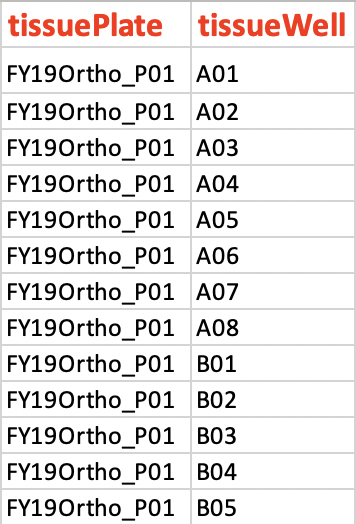 tissuePlate tissueWell
FY19Ortho_P01 A01
FY19Ortho_P01 A02
FY19Ortho_P01 A03
FY19Ortho_P01 A04
FY19Ortho_P01 A05
FY19Ortho_P01 A06
FY19Ortho_P01 A07
FY19Ortho_P01 A08
FY19Ortho_P01 B01
FY19Ortho_P01 B02
FY19Ortho_P01 B03
FY19Ortho_P01 B04
FY19Ortho_P01 B05